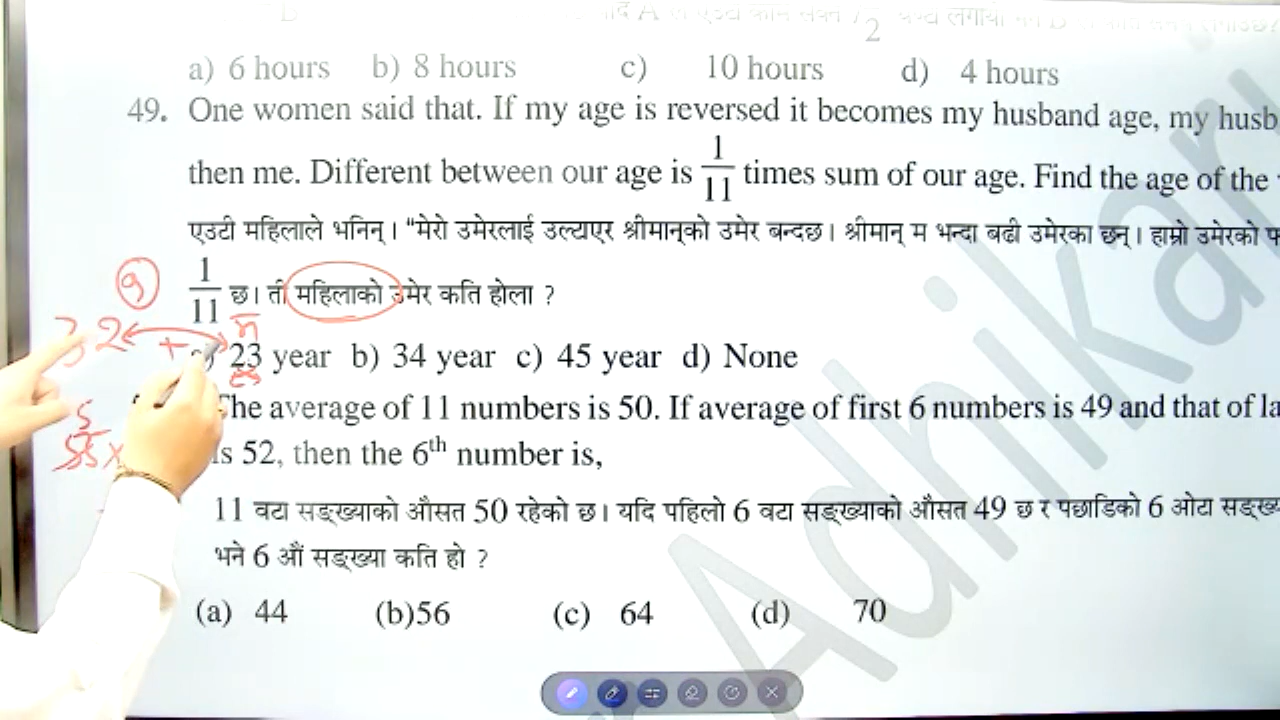 a) 6 hours b) 8 hours c) 10 hours d) 4 hours
49. One women said that. If my age is reversed it becomes my husband age, my husb
then me. Different between our age is 1/11 times sum of our age. Find the age of the
एउटी महिलाले भनिन् । "मेरो उमेरलाई उल्टाएर श्रीमान्को उमेर बन्दछ । श्रीमान् म भन्दा बढी उमेरका छन् । हाम्रो उमेरको
1/11 छ । ती महिलाको उमेर कति होला ?
9
32
23 year b) 34 year c) 45 year d) None
The average of 11 numbers is 50. If average of first 6 numbers is 49 and that of la
is 52, then the 6th number is,
11 वटा सङ्ख्याको औसत 50 रहेको छ । यदि पहिलो 6 वटा सङ्ख्याको औसत 49 छ र पछाडिको 6 ओटा सङ्ख्
भने 6 औं सङ्ख्या कति हो ?
(a) 44 (b)56 (c) 64 (d) 70
Adhikari